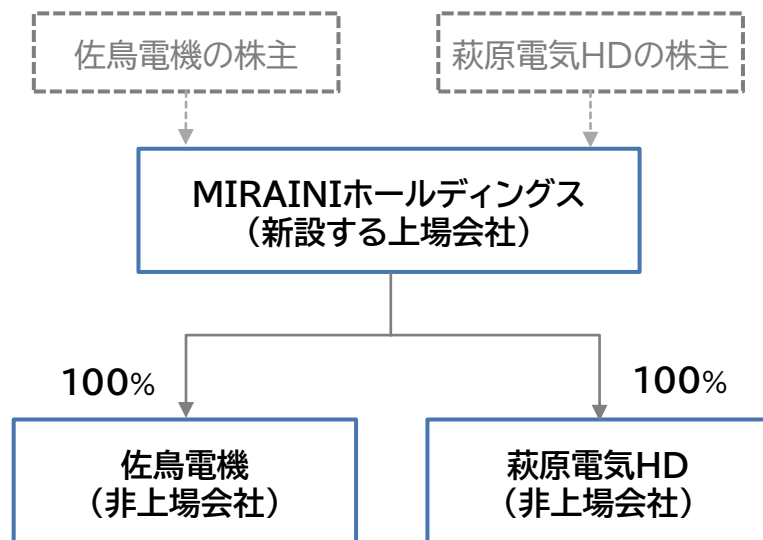 佐鳥電機の株主
萩原電気HDの株主
MIRAINIホールディングス
（新設する上場会社）
100%
100%
佐鳥電機
（非上場会社）
萩原電気HD
（非上場会社）